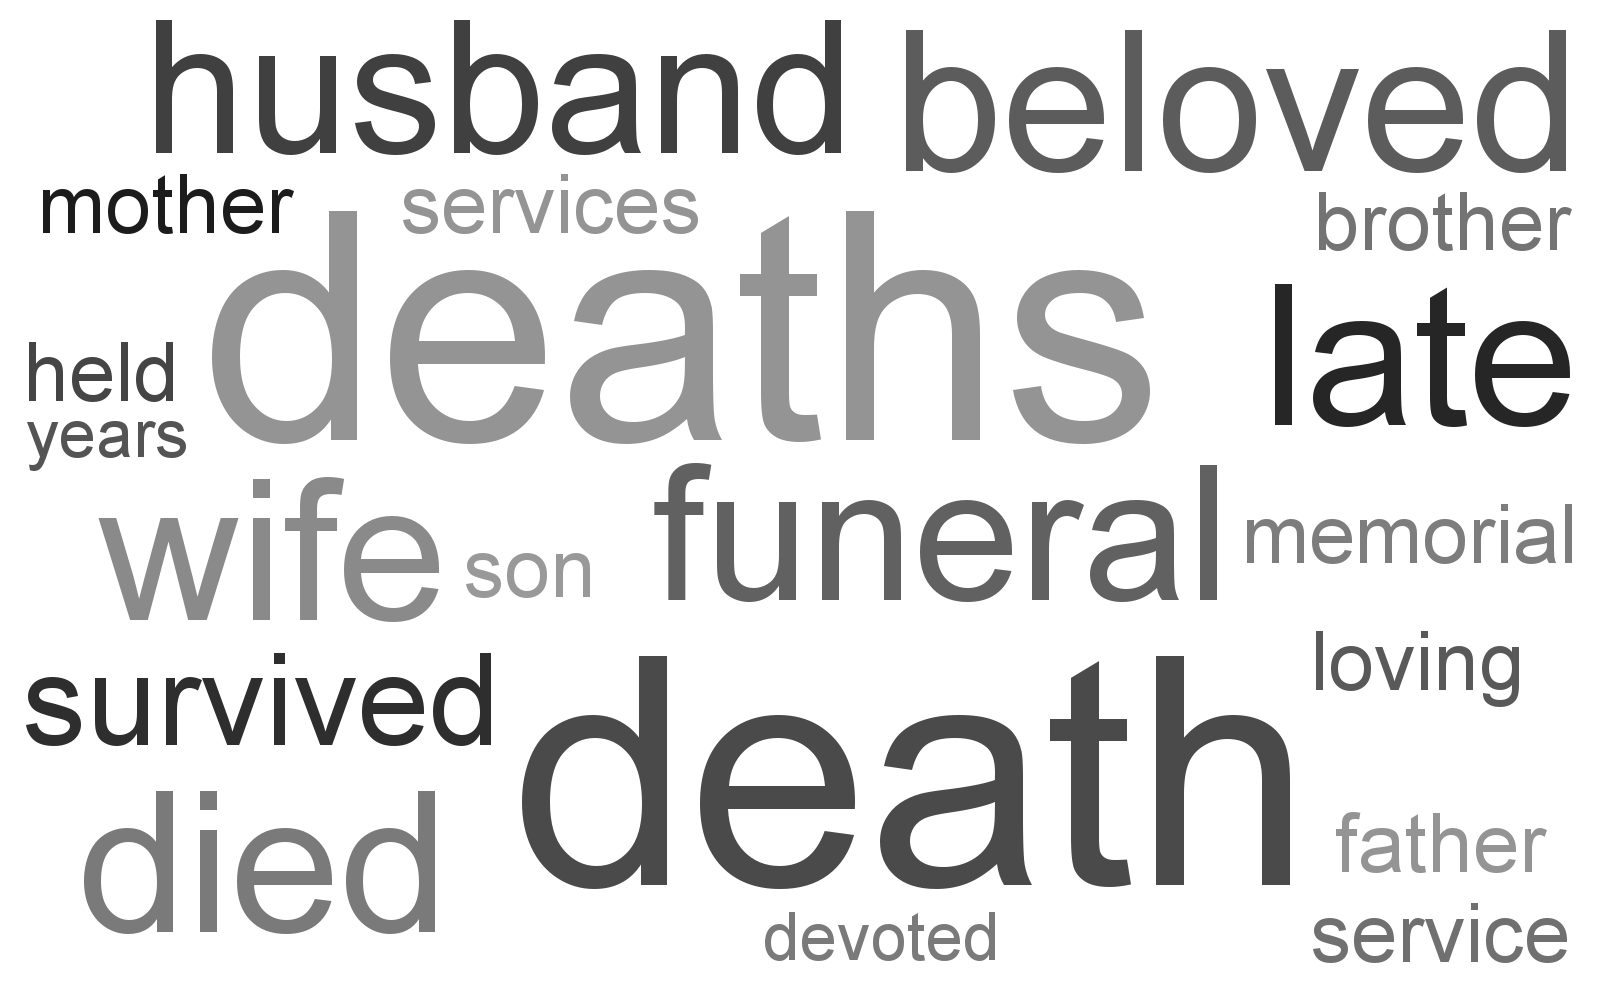 husband beloved
mother services brother
deaths late
held
years
wife son funeral memorial
survived death loving
died father
devoted service